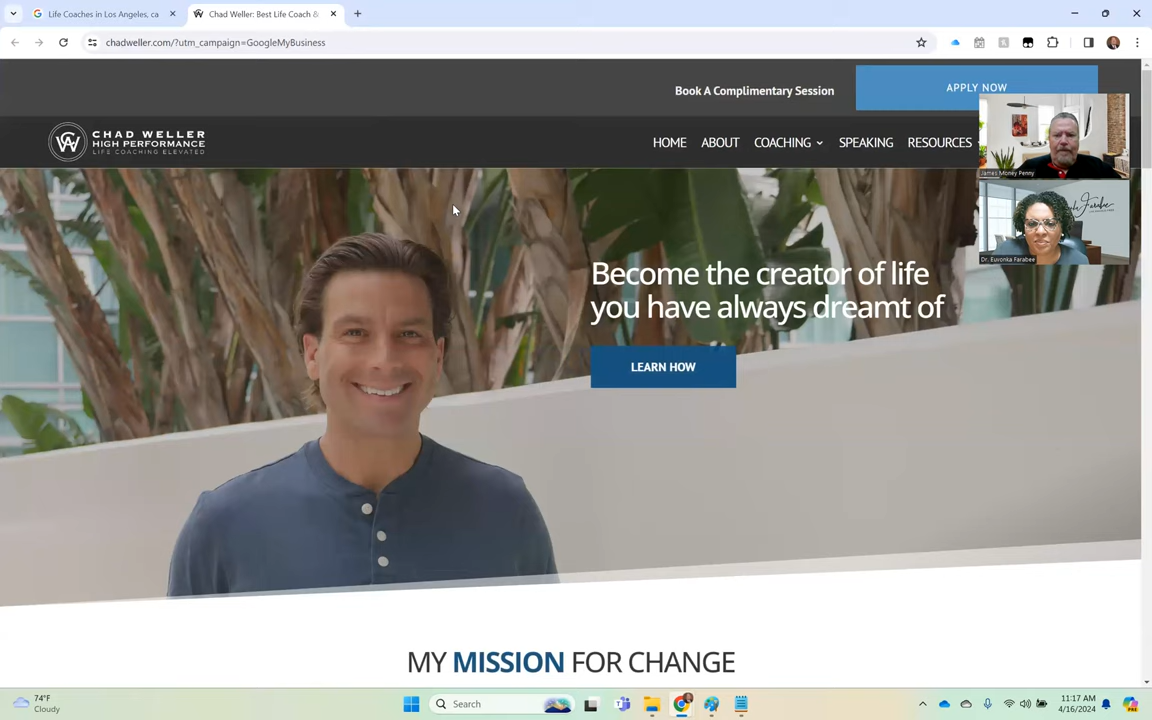 Life Coaches in Los Angeles, ca
Chad Weller: Best Life Coach &
chadweller.com/?utm_campaign=GoogleMyBusiness
Book A Complimentary Session
APPLY NOW
CHAD WELLER
HIGH PERFORMANCE
LIFE COACHING ELEVATED
HOME ABOUT COACHING SPEAKING RESOURCES
James Money Penny
Farabee
Dr. Euvonka Farabee
Become the creator of life
you have always dreamt of
LEARN HOW
MY MISSION FOR CHANGE
74°F
Cloudy
Search
11:17 AM
4/16/2024
PRE